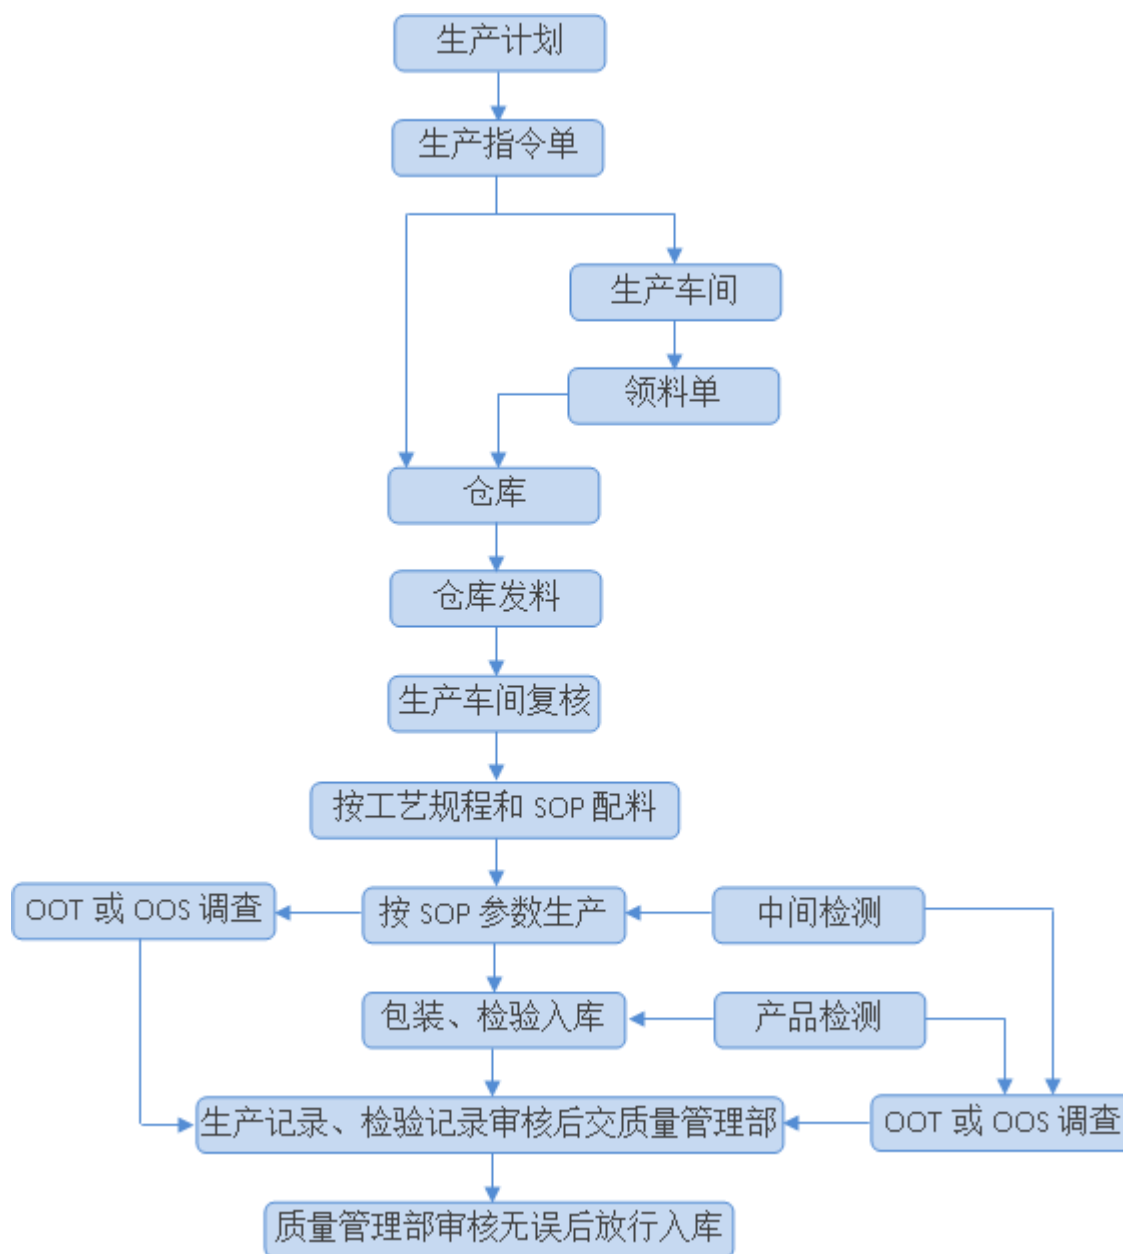 生产计划
生产指令单
生产车间
领料单
仓库
仓库发料
生产车间复核
按工艺规程和 SOP 配料
OOT 或 OOS 调查
按 SOP 参数生产
中间检测
包装、检验入库
产品检测
生产记录、检验记录审核后交质量管理部
OOT 或 OOS 调查
质量管理部审核无误后放行入库